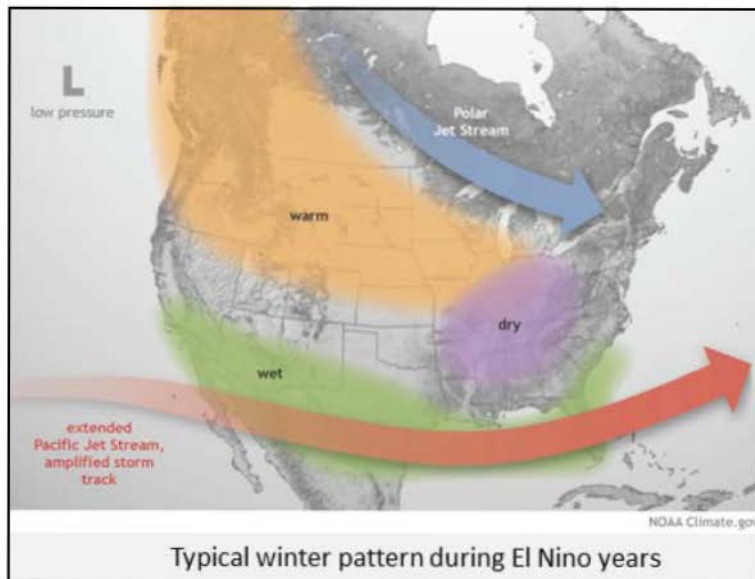 L
low pressure
Polar
Jet Stream
warm
dry
wet
extended
Pacific Jet Stream,
amplified storm
track
NOAA Climate.gov
Typical winter pattern during El Nino years